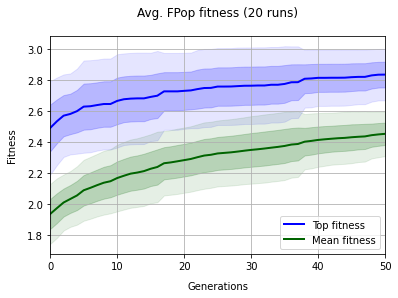 Avg. FPop fitness (20 runs)
3.0
2.8
2.6
2.4
2.2
2.0
1.8
Fitness
0 10 20 30 40 50
Generations
Top fitness
Mean fitness